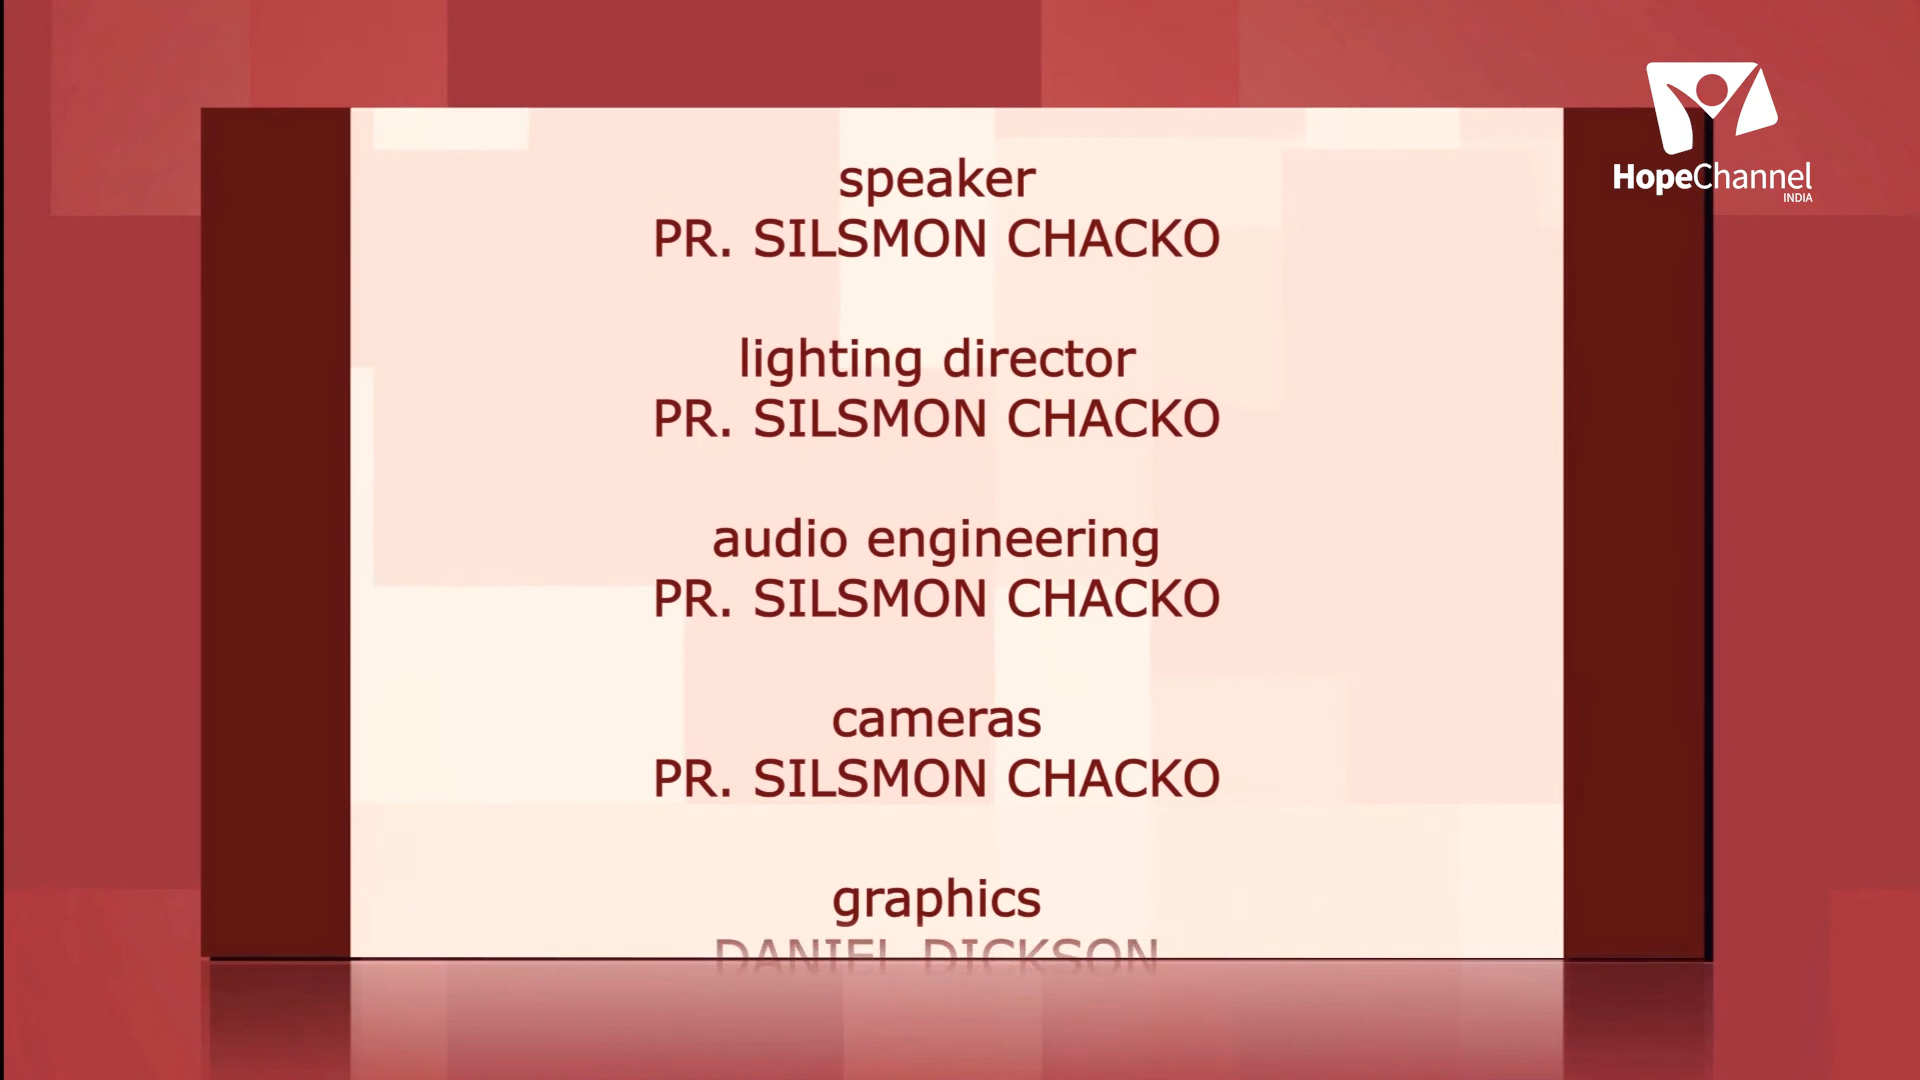 HopeChannel
INDIA
speaker
PR. SILSMON CHACKO
lighting director
PR. SILSMON CHACKO
audio engineering
PR. SILSMON CHACKO
cameras
PR. SILSMON CHACKO
graphics
DANIEL DICKSON